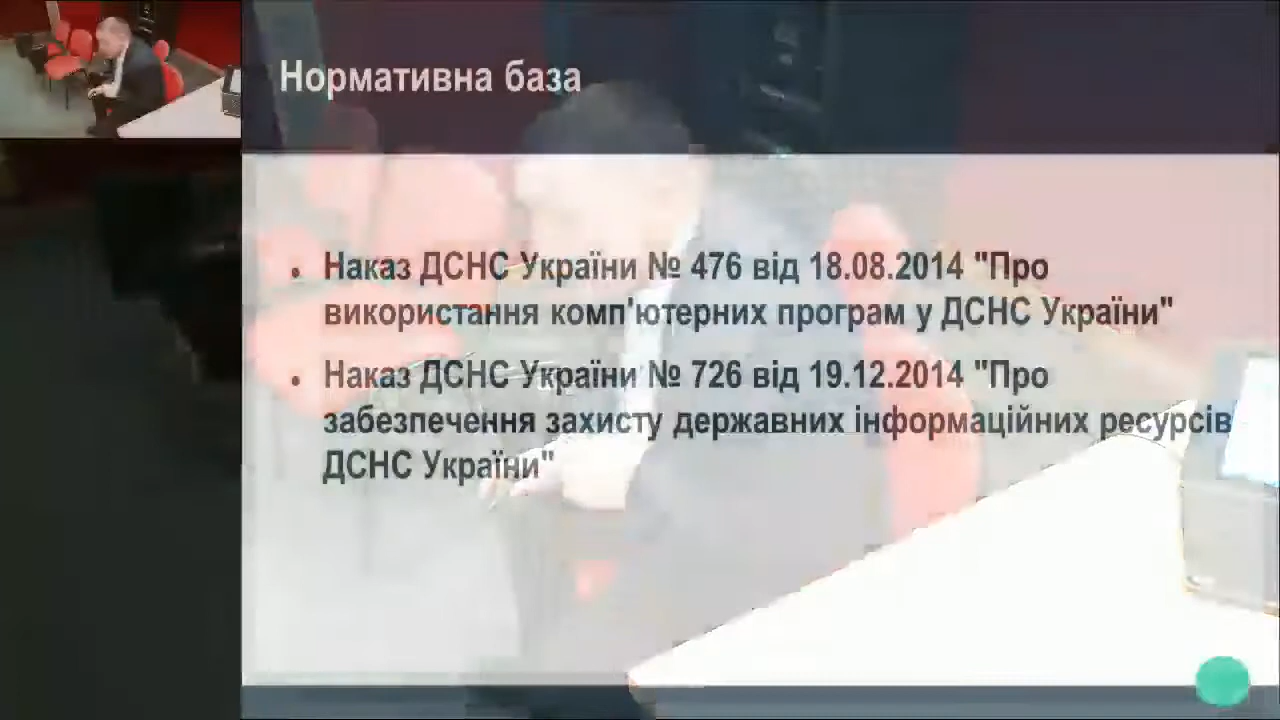 Нормативна база
• Наказ ДСНС України № 476 від 18.08.2014 "Про
використання комп'ютерних програм у ДСНС України"
• Наказ ДСНС України № 726 від 19.12.2014 "Про
забезпечення захисту державних інформаційних ресурсів
ДСНС України"